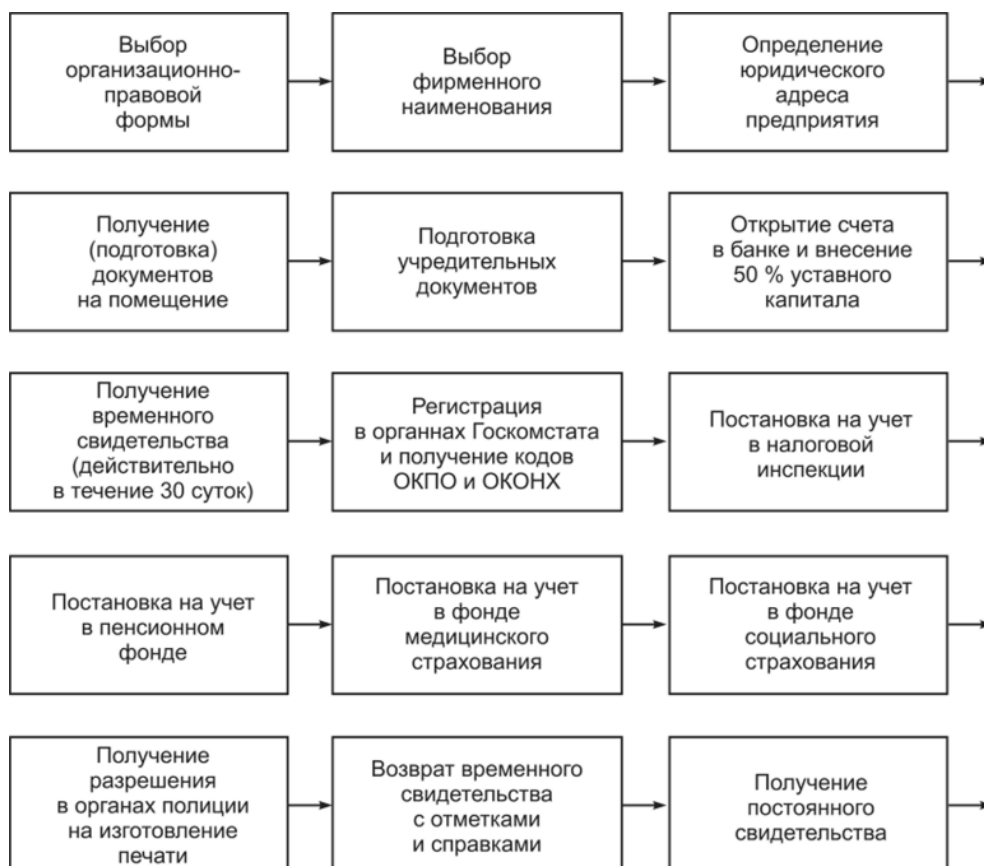 Выбор
организационно-
правовой
формы
Выбор
фирменного
наименования
Определение
юридического
адреса
предприятия
Получение
(подготовка)
документов
на помещение
Подготовка
учредительных
документов
Открытие счета
в банке и внесение
50 % уставного
капитала
Получение
временного
свидетельства
(действительно
в течение 30 суток)
Регистрация
в органнах Госкомстата
и получение кодов
ОКПО и ОКОНХ
Постановка на учет
в налоговой
инспекции
Постановка на учет
в пенсионном
фонде
Постановка на учет
в фонде
медицинского
страхования
Постановка на учет
в фонде
социального
страхования
Получение
разрешения
в органах полиции
на изготовление
печати
Возврат временного
свидетельства
с отметками
и справками
Получение
постоянного
свидетельства